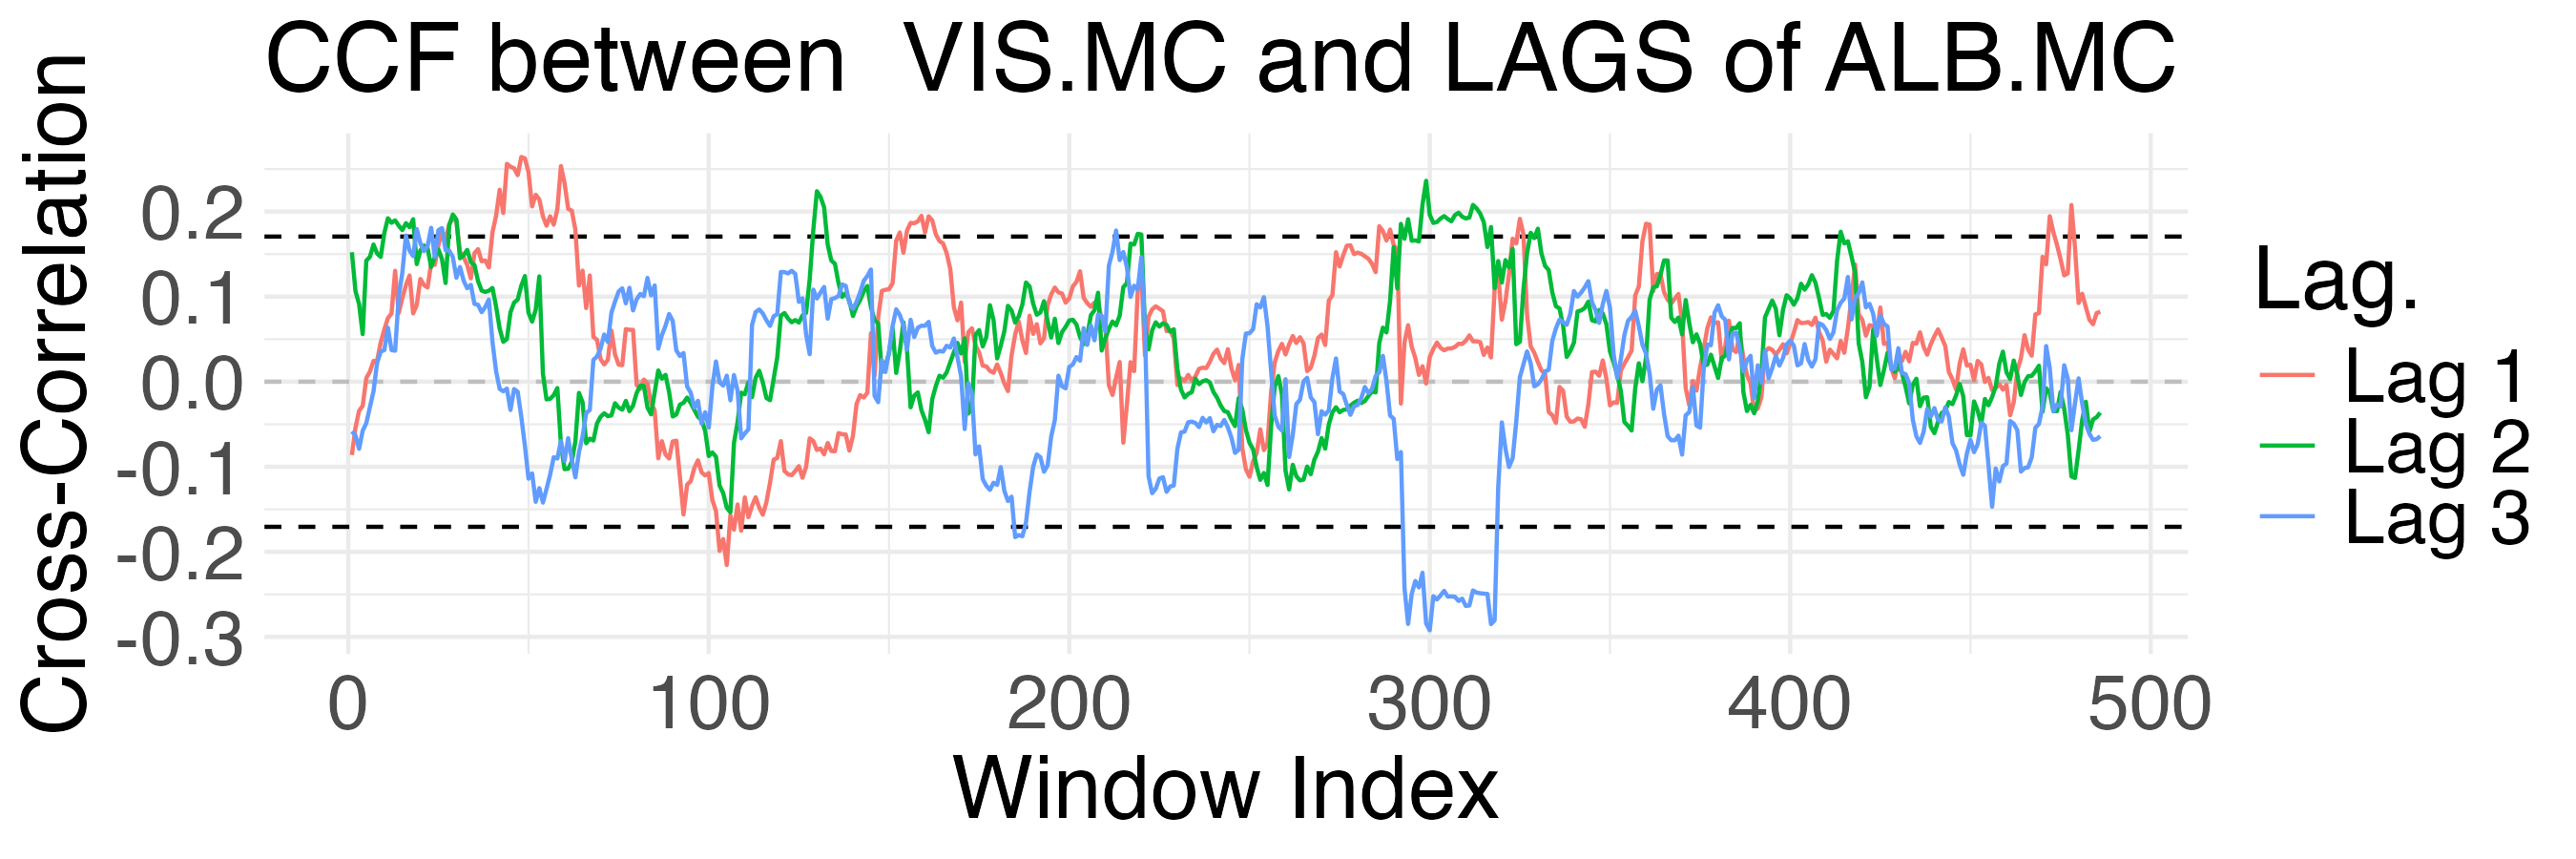 CCF between  VIS.MC and LAGS of ALB.MC
Cross-Correlation
0.2
0.1
0.0
-0.1
-0.2
-0.3
0 100 200 300 400 500
Window Index
Lag.
Lag 1
Lag 2
Lag 3